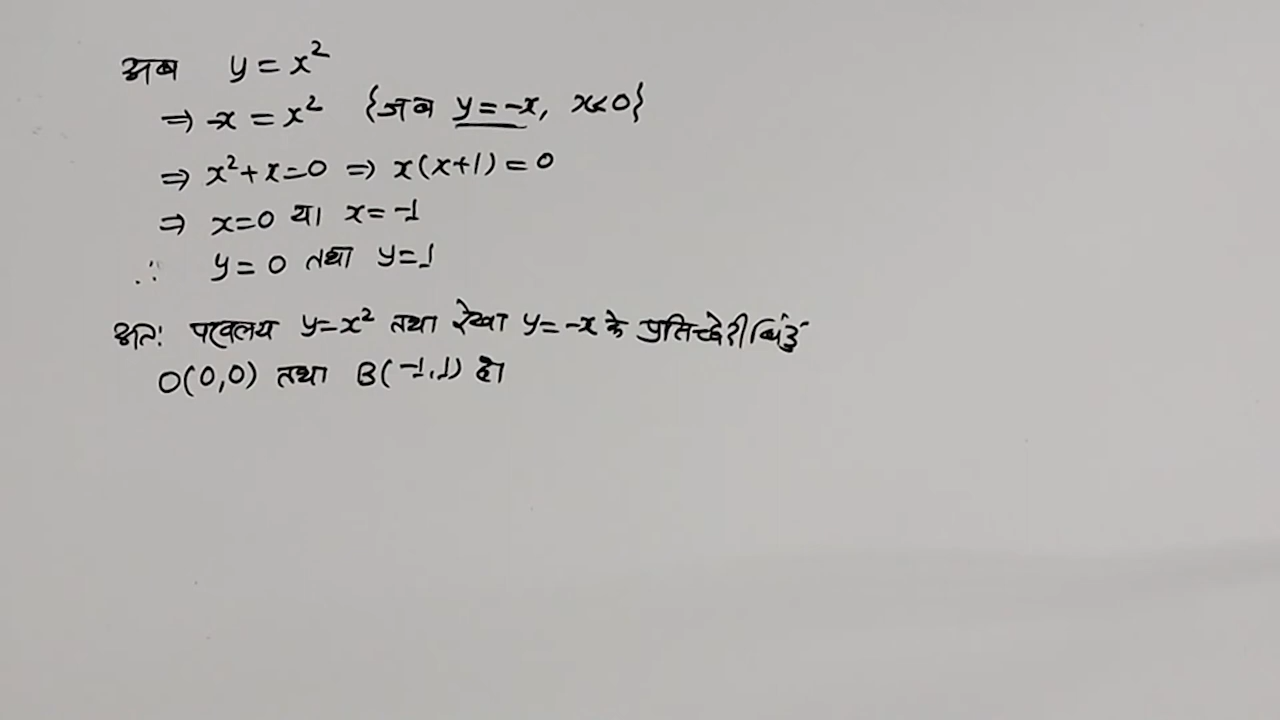 अब y = x²
⇒ -x = x² {जब y = -x, x<0}
⇒ x² + x = 0 ⇒ x(x+1) = 0
⇒ x=0 या x = -1
∴ y = 0 तथा y = 1
अतः परवलय y = x² तथा रेखा y = -x के प्रतिच्छेदी बिंदु
O(0,0) तथा B(-1,1) है।